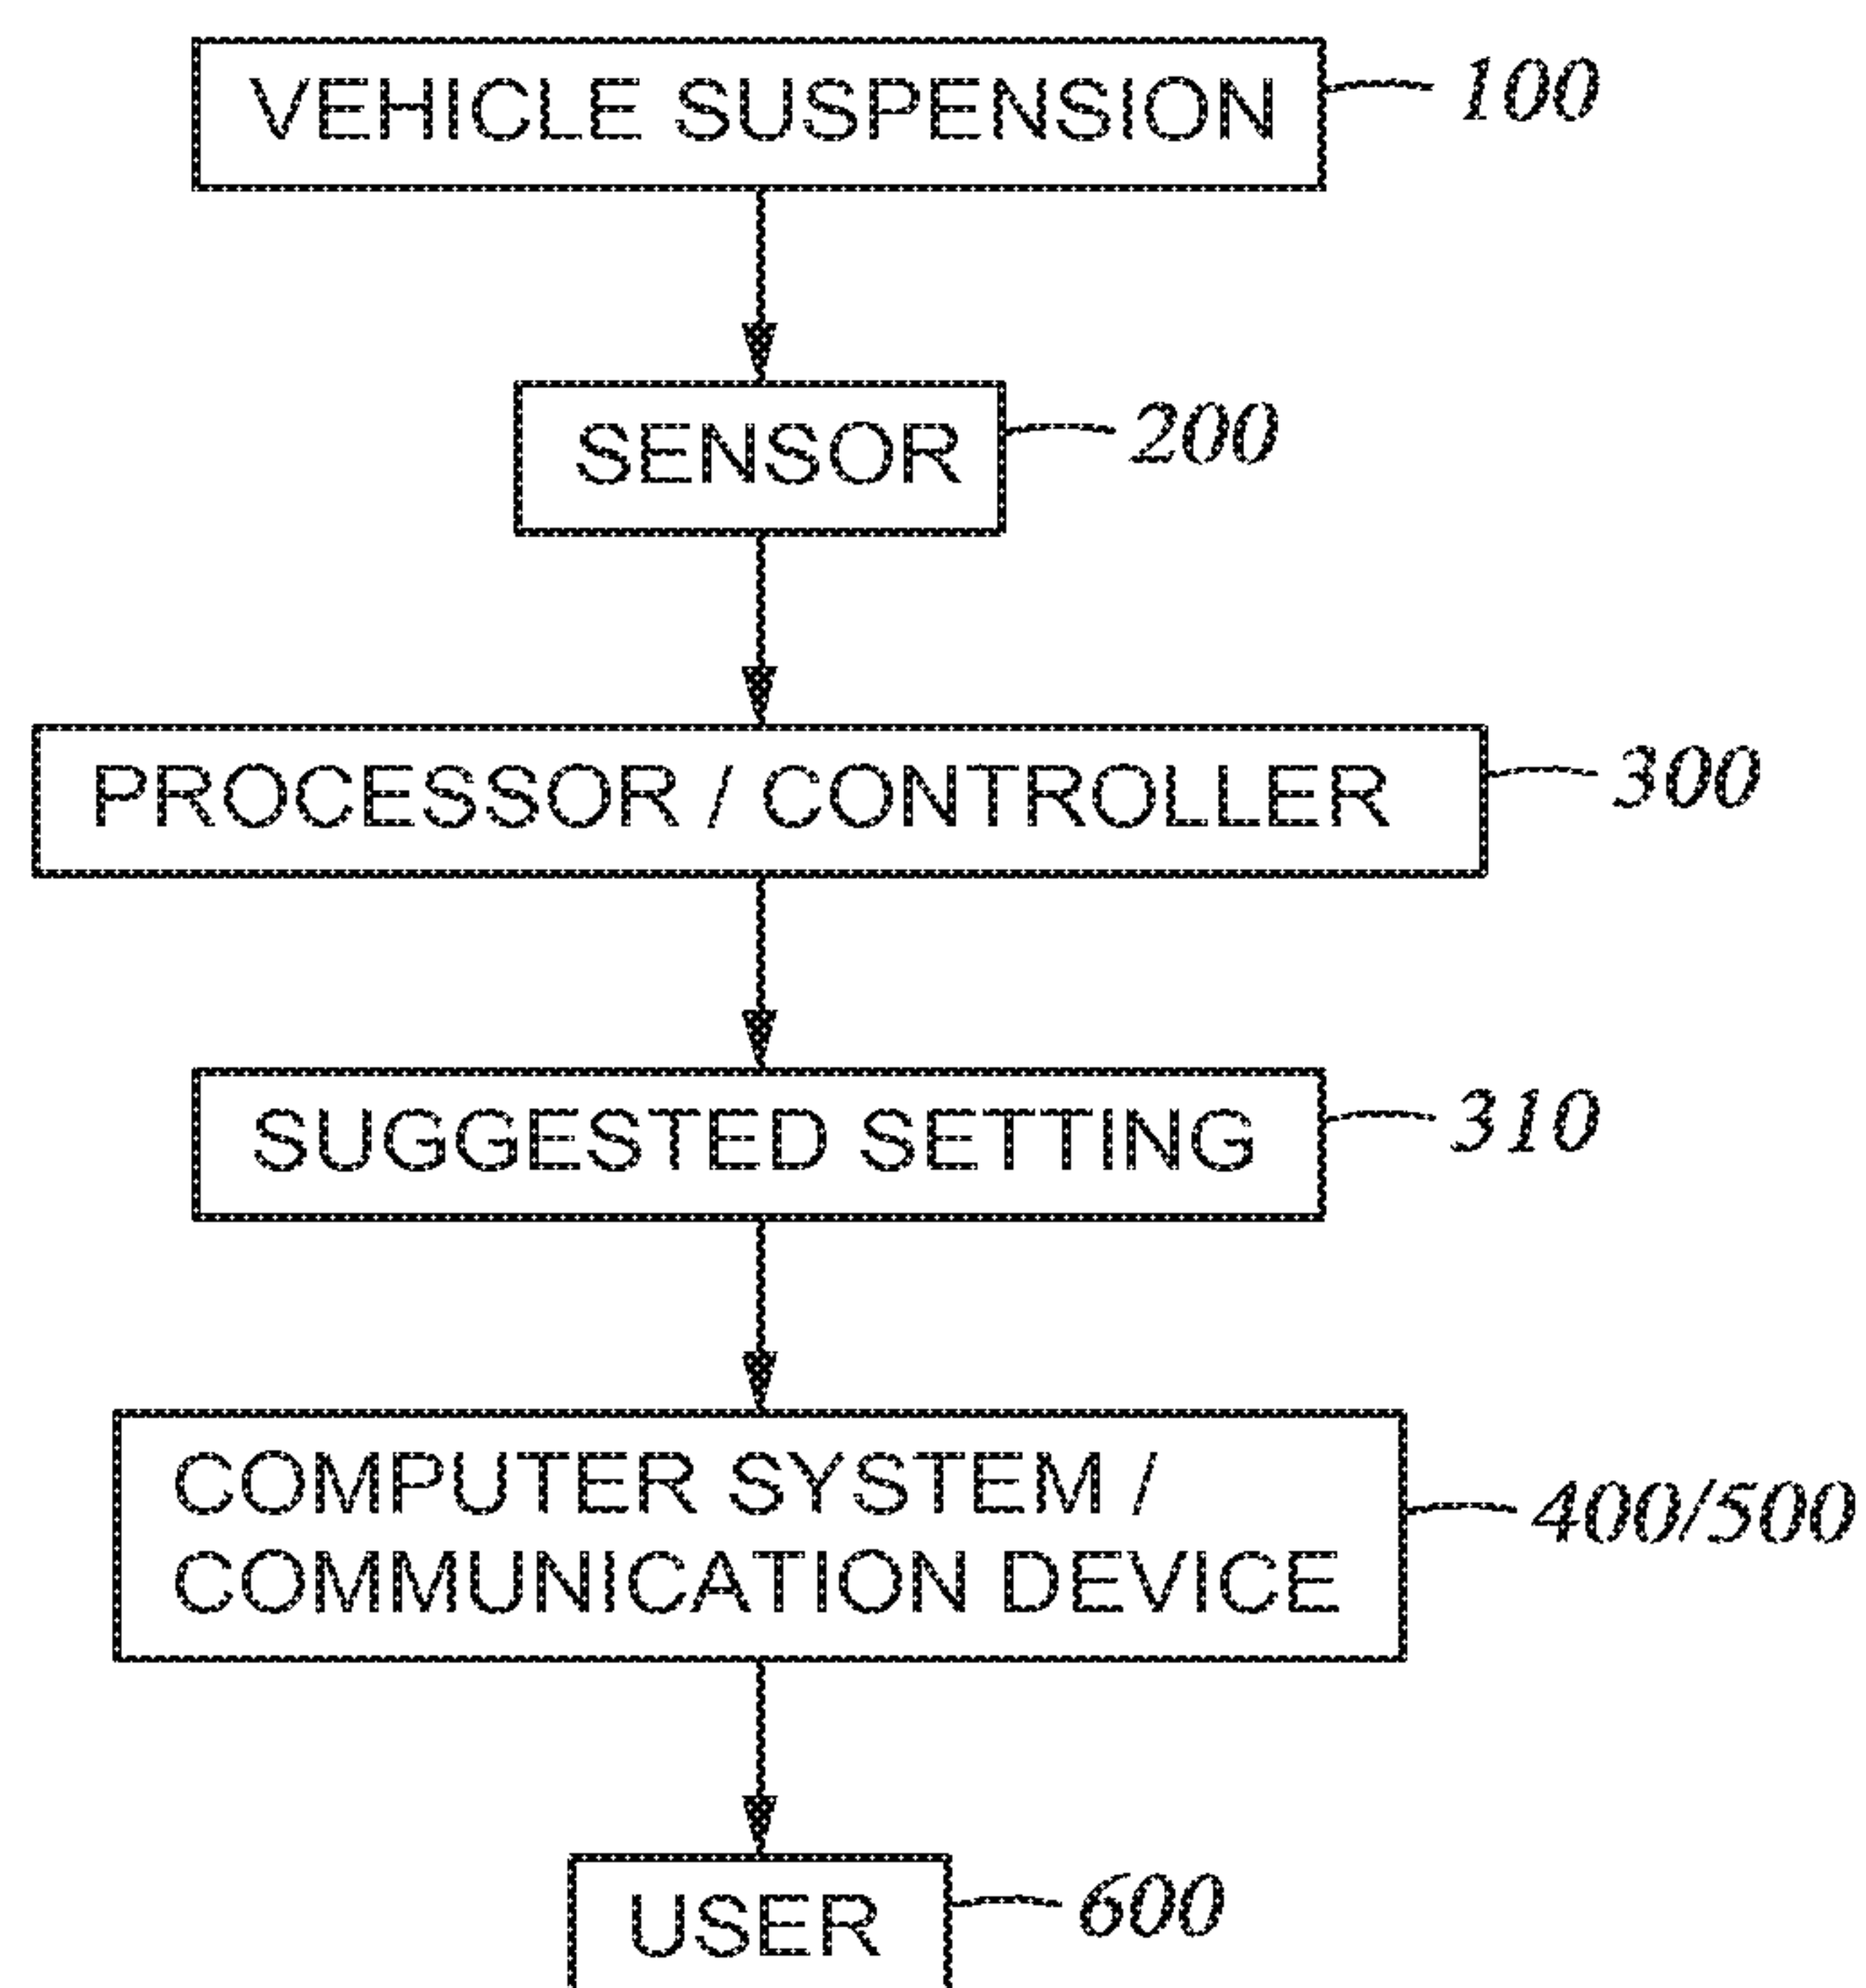 VEHICLE SUSPENSION 100
SENSOR 200
PROCESSOR / CONTROLLER 300
SUGGESTED SETTING 310
COMPUTER SYSTEM /
COMMUNICATION DEVICE 400/500
USER 600